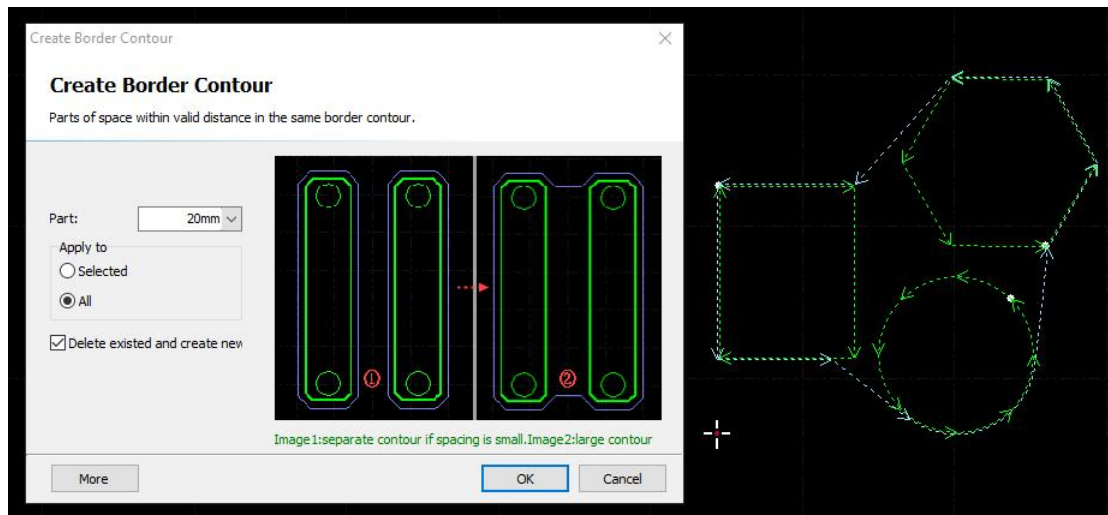 Create Border Contour
Create Border Contour
Parts of space within valid distance in the same border contour.
Part:
20mm
Apply to
Selected
All
Delete existed and create new
①
②
Image1:separate contour if spacing is small.Image2:large contour
More
OK
Cancel